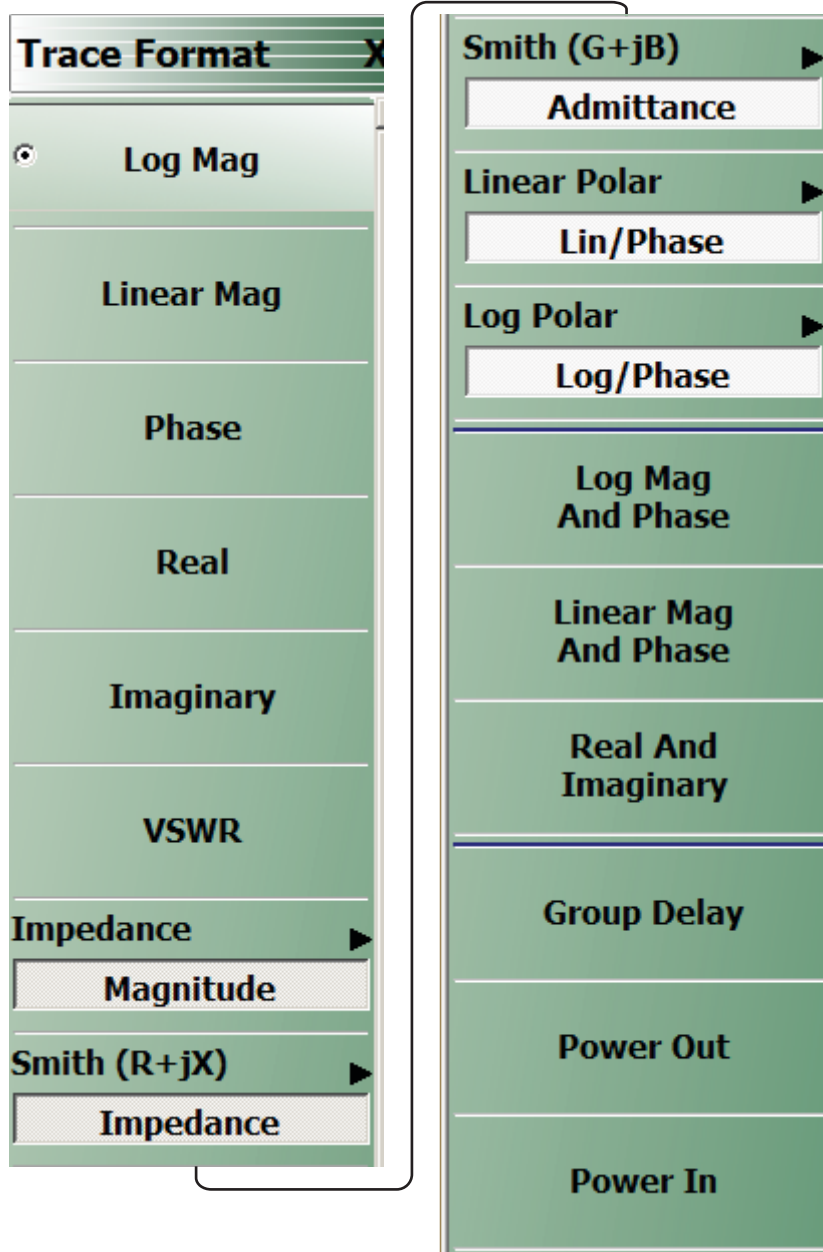 Trace Format X
Log Mag
Linear Mag
Phase
Real
Imaginary
VSWR
Impedance
Magnitude
Smith (R+jX)
Impedance
Smith (G+jB)
Admittance
Linear Polar
Lin/Phase
Log Polar
Log/Phase
Log Mag
And Phase
Linear Mag
And Phase
Real And
Imaginary
Group Delay
Power Out
Power In